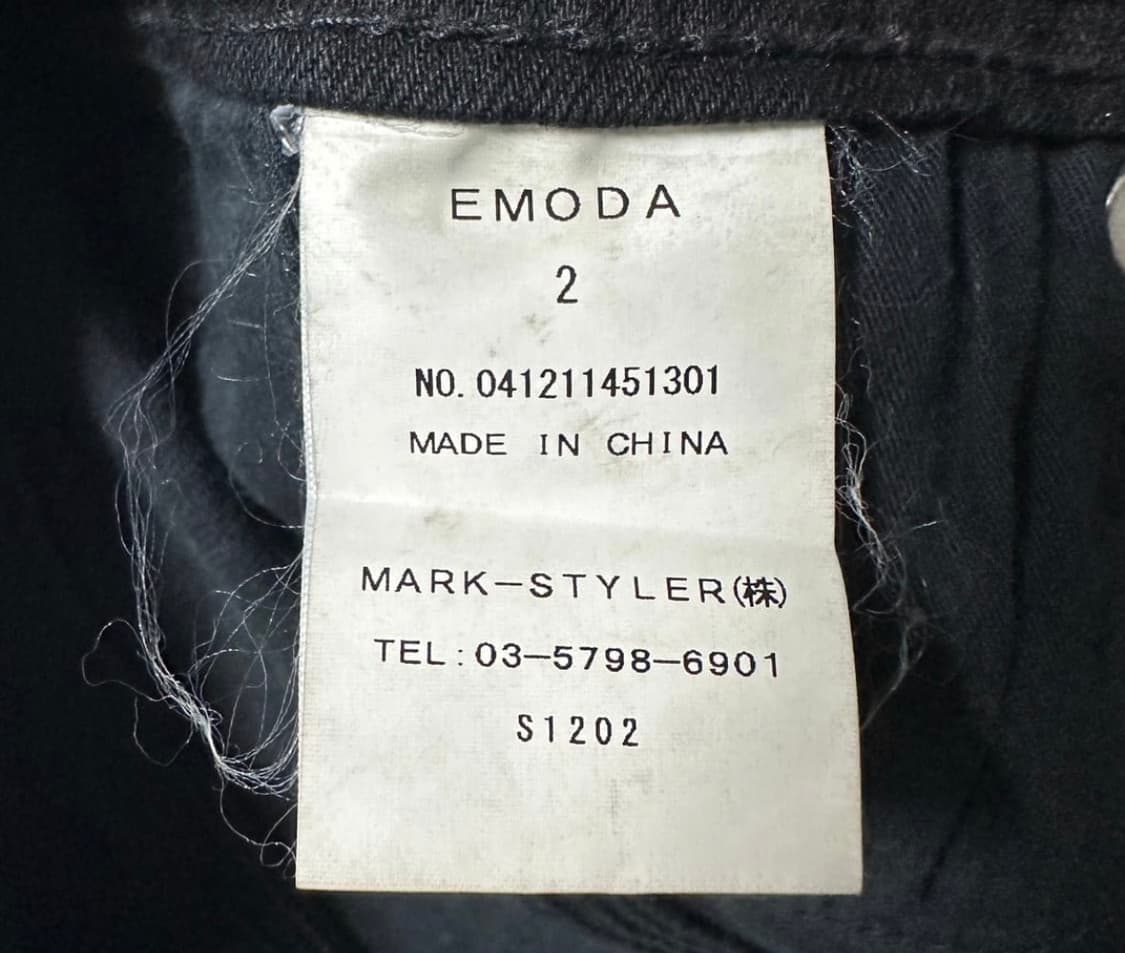 EMODA
2
NO. 041211451301
MADE IN CHINA
MARK-STYLER(株)
TEL:03-5798-6901
S1202